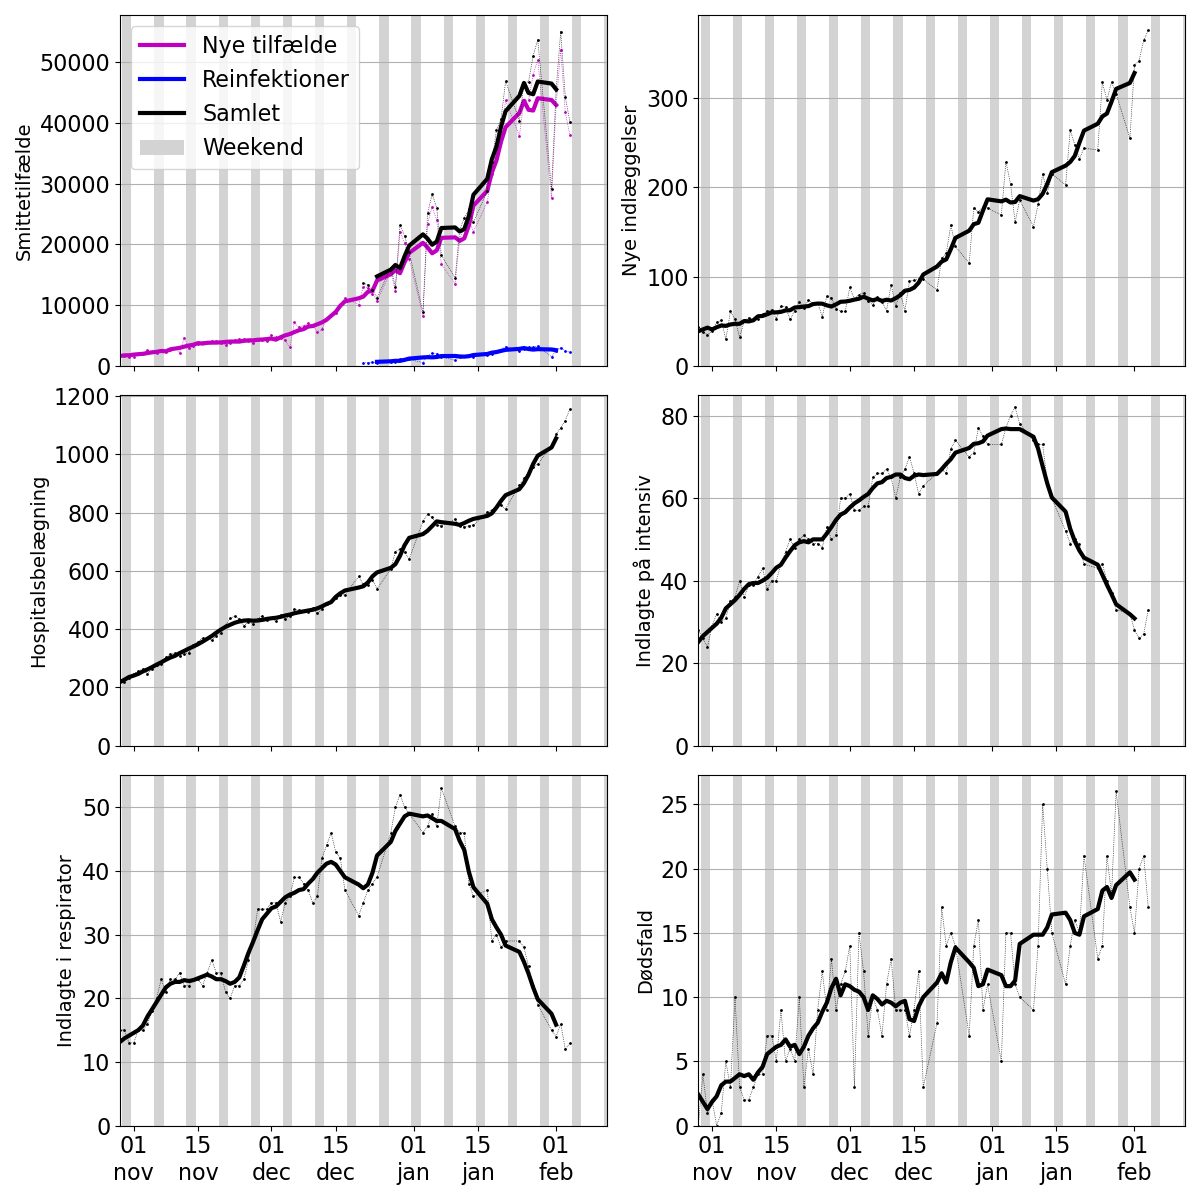 Nye tilfælde
Reinfektioner
Samlet
Weekend
Smittetilfælde
50000
40000
30000
20000
10000
0
Nye indlæggelser
300
200
100
0
Hospitalsbelægning
1200
1000
800
600
400
200
0
Indlagte på intensiv
80
60
40
20
0
Indlagte i respirator
50
40
30
20
10
0
01 15 01 15 01 15 01
nov nov dec dec jan jan feb
Dødsfald
25
20
15
10
5
0
01 15 01 15 01 15 01
nov nov dec dec jan jan feb